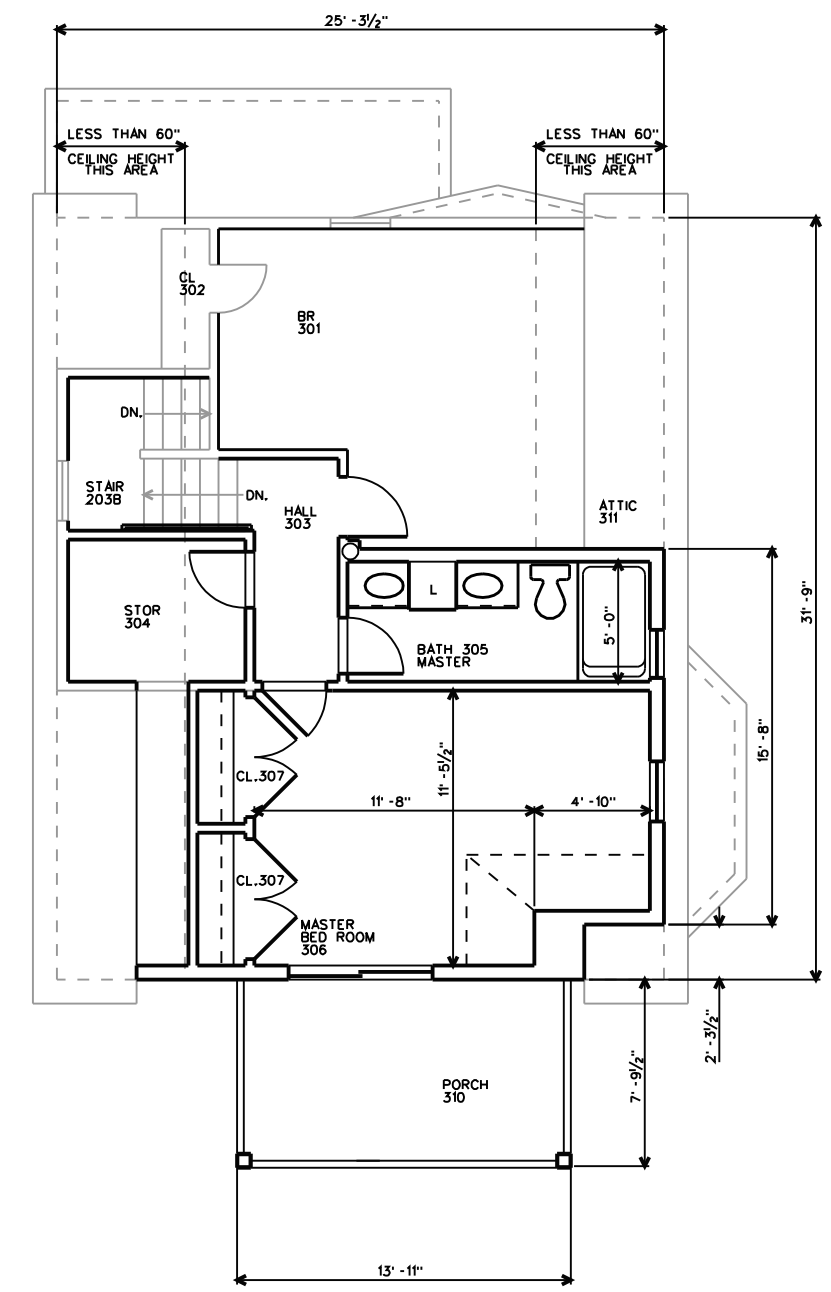 25' -3½"
LESS THAN 60"
CEILING HEIGHT
THIS AREA
LESS THAN 60"
CEILING HEIGHT
THIS AREA
CL
302
BR
301
DN.
STAIR
203B
DN.
HALL
303
ATTIC
311
31' -9"
STOR
304
L
5' -0"
BATH 305
MASTER
15' -8"
CL.307
11' -5½"
11' -8"
4' -10"
CL.307
MASTER
BED ROOM
306
2' -3½"
7' -9½"
PORCH
310
13' -11"